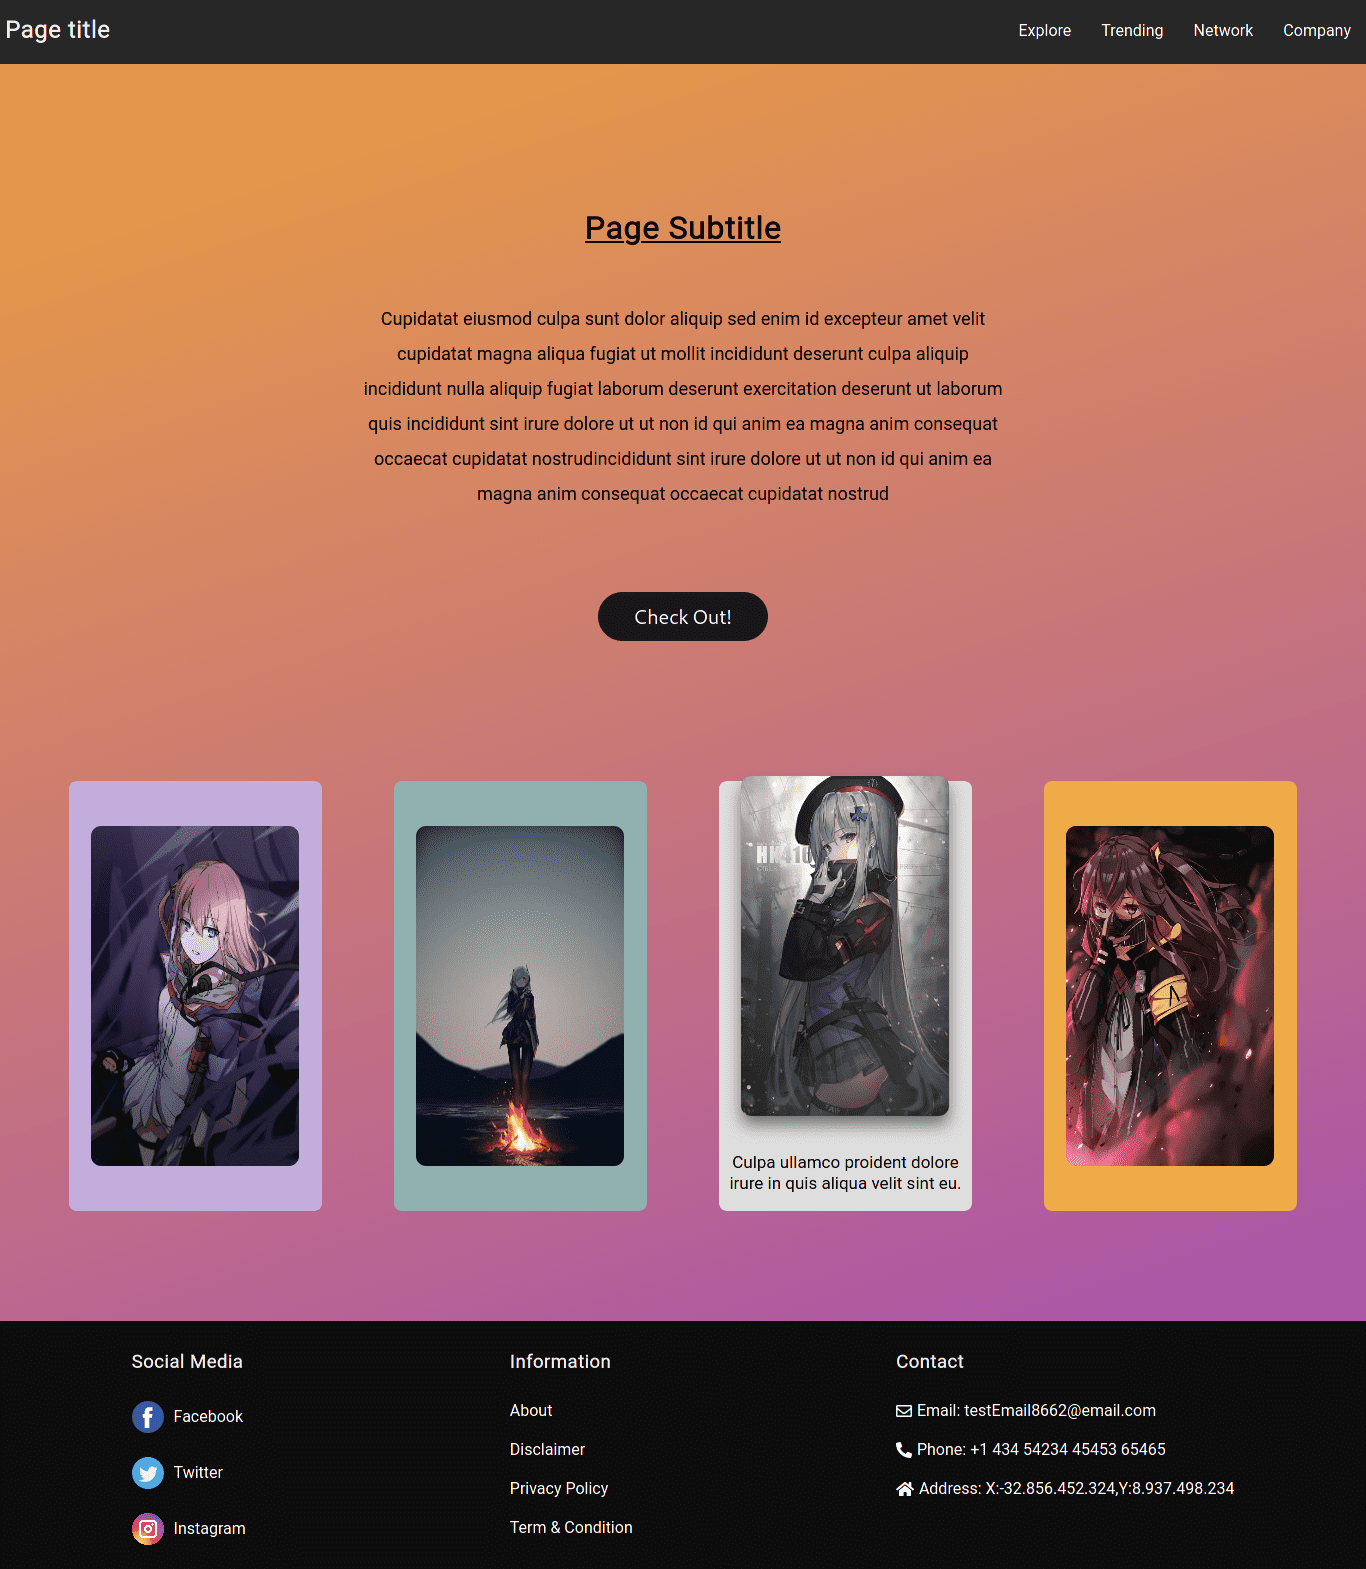 Page title
Explore
Trending
Network
Company
Page Subtitle
Cupidatat eiusmod culpa sunt dolor aliquip sed enim id excepteur amet velit
cupidatat magna aliqua fugiat ut mollit incididunt deserunt culpa aliquip
incididunt nulla aliquip fugiat laborum deserunt exercitation deserunt ut laborum
quis incididunt sint irure dolore ut ut non id qui anim ea magna anim consequat
occaecat cupidatat nostrudincididunt sint irure dolore ut ut non id qui anim ea
magna anim consequat occaecat cupidatat nostrud
Check Out!
Culpa ullamco proident dolore
irure in quis aliqua velit sint eu.
Social Media
Facebook
Twitter
Instagram
Information
About
Disclaimer
Privacy Policy
Term & Condition
Contact
Email: testEmail8662@email.com
Phone: +1 434 54234 45453 65465
Address: X:-32.856.452.324,Y:8.937.498.234